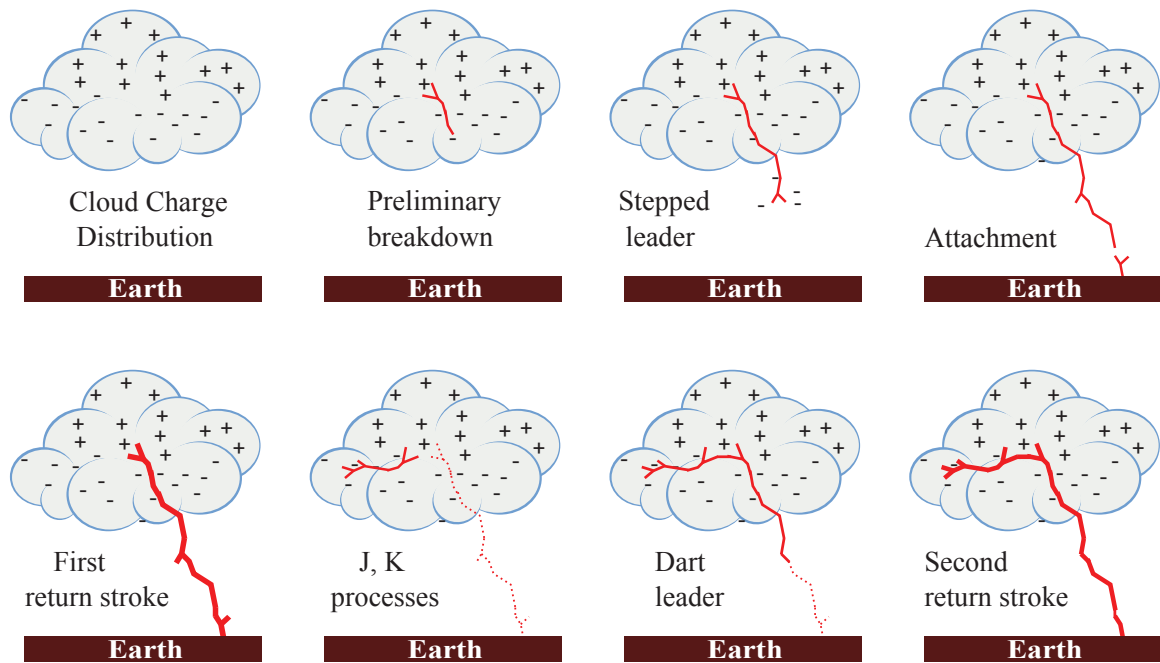 Cloud Charge
Distribution
Earth
Preliminary
breakdown
Earth
Stepped
leader
Earth
Attachment
Earth
First
return stroke
Earth
J, K
processes
Earth
Dart
leader
Earth
Second
return stroke
Earth